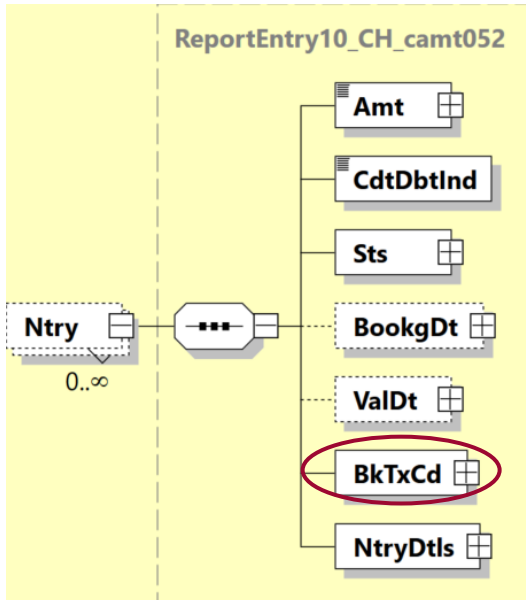 ReportEntry10_CH_camt052
Amt
CdtDbtInd
Sts
Ntry
0..∞
BookgDt
ValDt
BkTxCd
NtryDtls